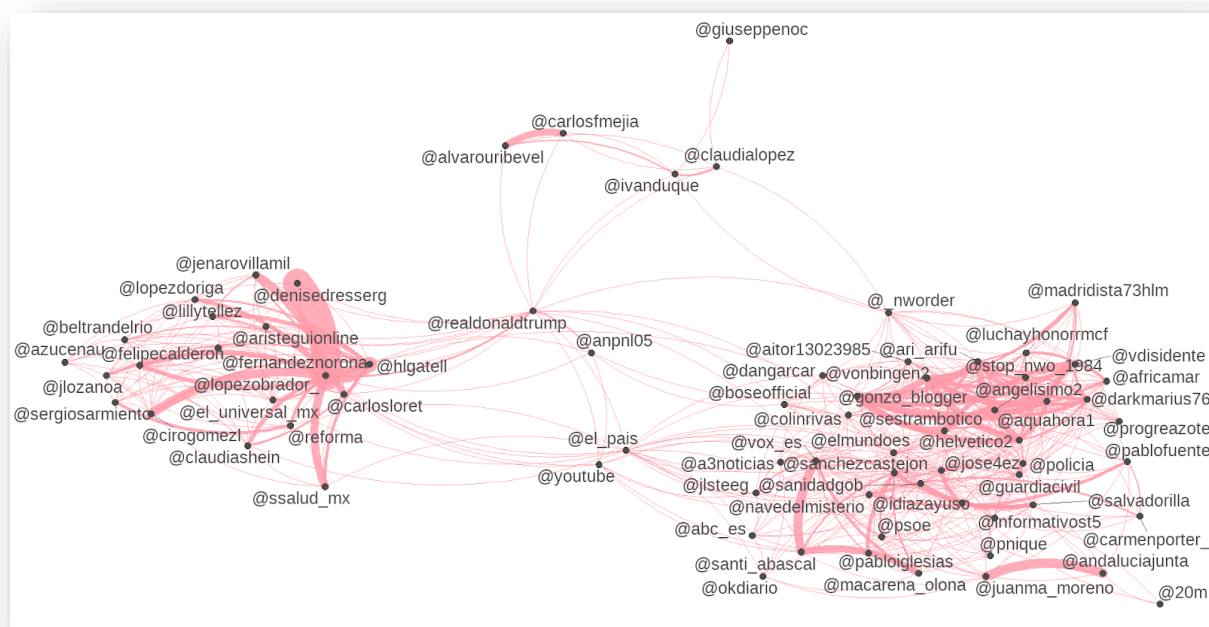 @giuseppenoc
@carlosfmejia
@alvarouribevel
@claudialopez
@ivanduque
@jenarovillamil
@lopezdoriga
@denisedresserg
@lillytellez
@_nworder
@madridista73hlm
@beltrandelrio
@aristeguionline
@realdonaldtrump
@luchayhonorrmcf
@azucenau
@felipecalderon
@anpnl05
@aitor13023985
@ari_arifu
@vdisidente
@fernandeznorona
@hlgatell
@dangarcar
@vonbingen2
@stop_nwo_1984
@africamar
@jlozanoa
@lopezobrador_
@boseofficial
@gonzo_blogger
@angelisimo2
@darkmarius76
@sergiosarmiento
@el_universal_mx
@carlosloret
@colinrivas
@sestrambotico
@aquahora1
@progreazote
@cirogomezl
@reforma
@el_pais
@vox_es
@elmundoes
@helvetico2
@pablofuente
@claudiashein
@a3noticias
@sanchezcastejon
@jose4ez
@policia
@youtube
@jlsteeg
@sanidadgob
@guardiacivil
@ssalud_mx
@navedelmisterio
@idiazayuso
@salvadorilla
@abc_es
@psoe
@informativost5
@carmenporter_
@pnique
@santi_abascal
@pabloiglesias
@andaluciajunta
@okdiario
@macarena_olona
@juanma_moreno
@20m